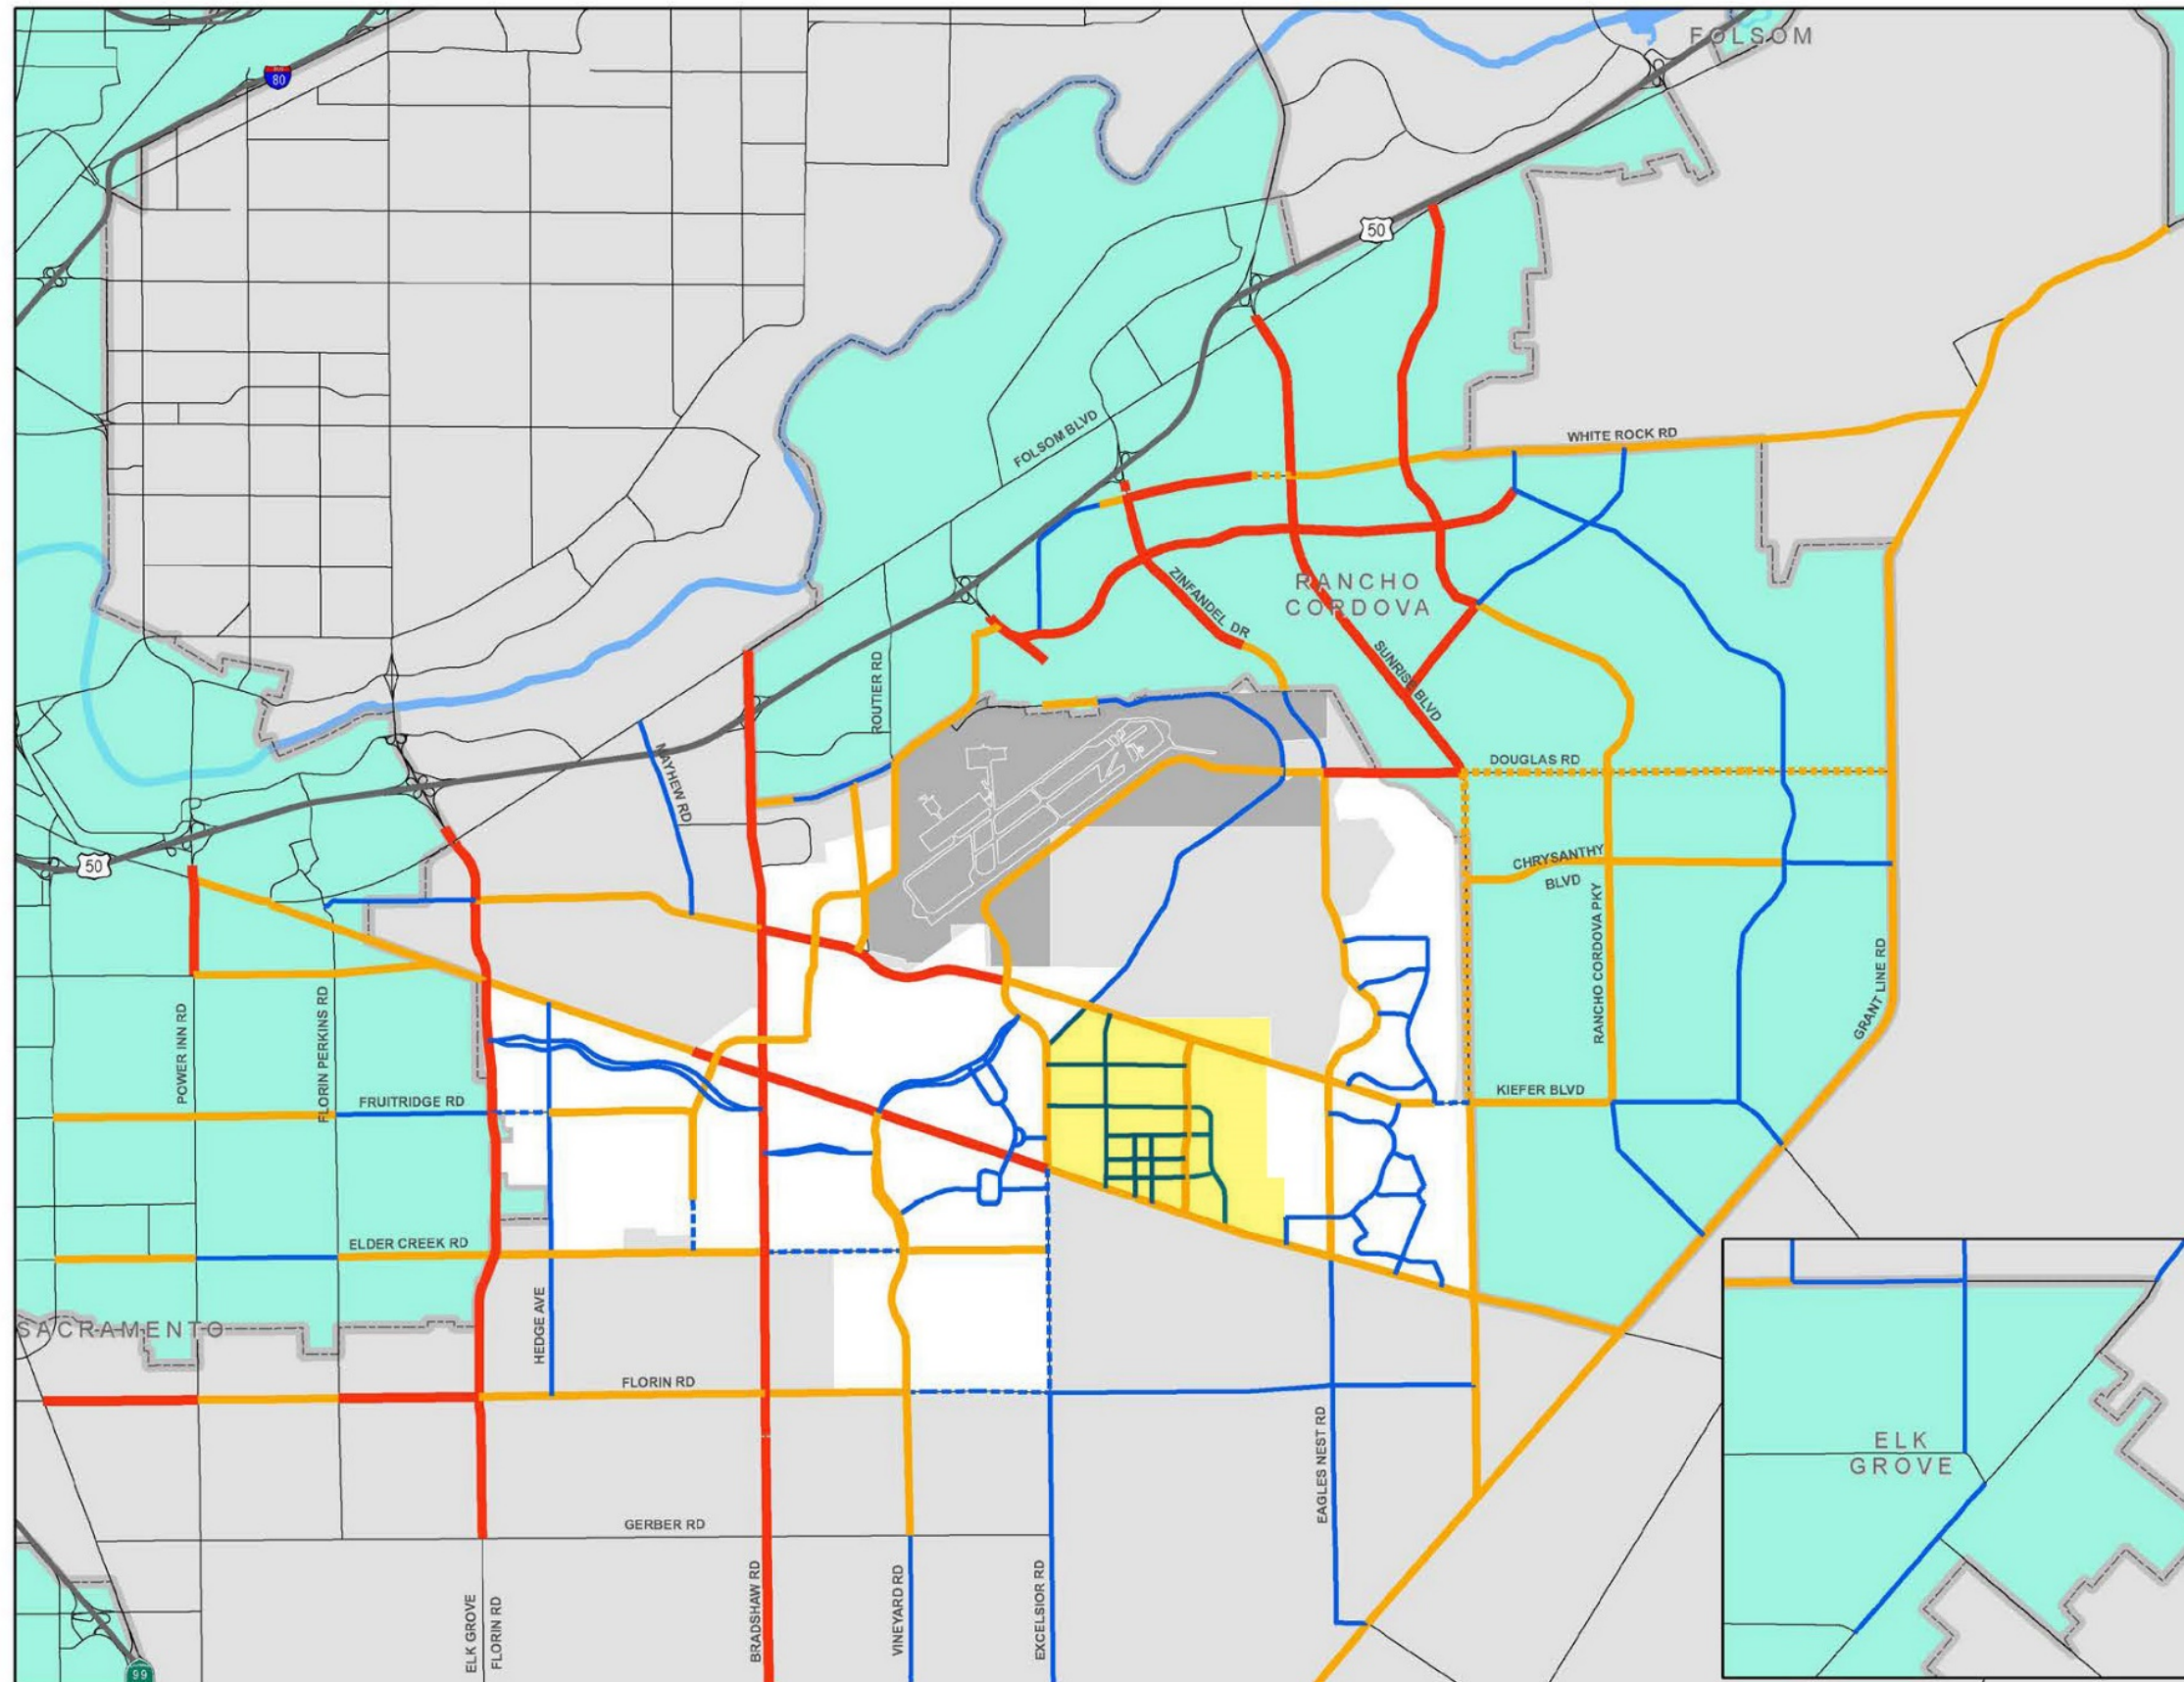 FOLSOM
80
50
WHITE ROCK RD
FOLSOM BLVD
RANCHO
CORDOVA
ZINFANDEL DR
SUNRISE BLVD
ROUTIER RD
MAYHEW RD
DOUGLAS RD
50
CHRYSANTHY
BLVD
RANCHO CORDOVA PKY
GRANT LINE RD
POWER INN RD
FLORIN PERKINS RD
FRUITRIDGE RD
KIEFER BLVD
ELDER CREEK RD
HEDGE AVE
SACRAMENTO
FLORIN RD
ELK
GROVE
EAGLES NEST RD
GERBER RD
ELK GROVE
FLORIN RD
BRADSHAW RD
VINEYARD RD
EXCELSIOR RD
99